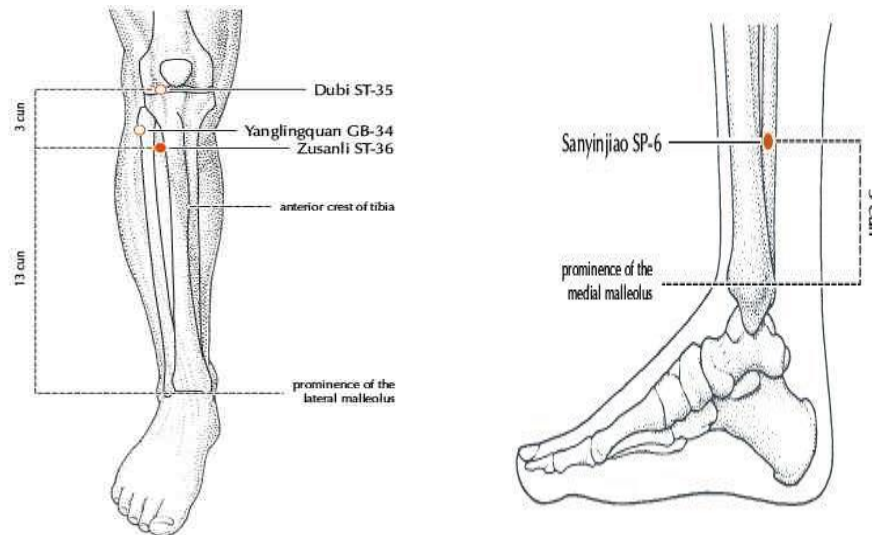 Dubi ST-35
3 cun
Yanglingquan GB-34
Zusanli ST-36
anterior crest of tibia
13 cun
prominence of the
lateral malleolus
Sanyinjiao SP-6
prominence of the
medial malleolus